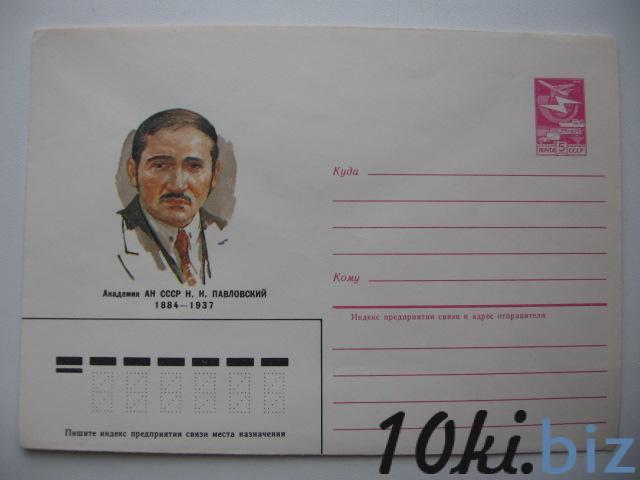 Академик АН СССР Н. Н. ПАВЛОВСКИЙ
1884—1937
ПОЧТА 5 СССР
Куда
Кому
Индекс предприятия связи и адрес отправителя
Пишите индекс предприятия связи места назначения
10ki.biz